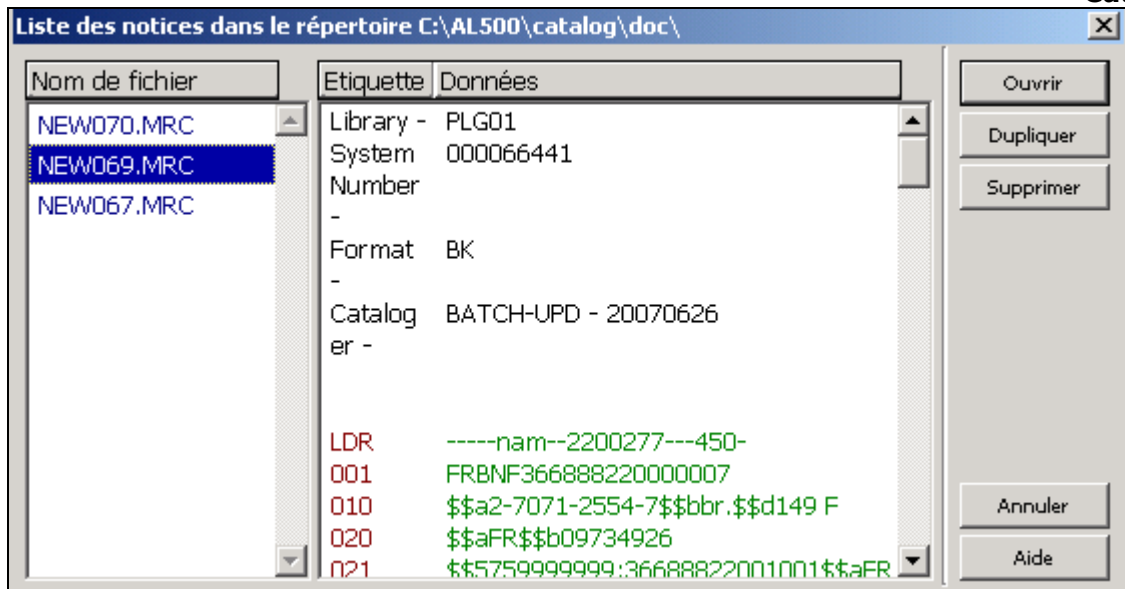 Liste des notices dans le répertoire C:\AL500\catalog\doc\
Nom de fichier
NEW070.MRC
NEW069.MRC
NEW067.MRC
Etiquette Données
Library - PLG01
System 000066441
Number
-
Format BK
-
Catalog BATCH-UPD - 20070626
er -
LDR -----nam--2200277---450-
001 FRBNF366888220000007
010 $$a2-7071-2554-7$$bbr.$$d149 F
020 $$aFR$$b09734926
021 $$5759999999:36688822001001$$aFR
Ouvrir
Dupliquer
Supprimer
Annuler
Aide